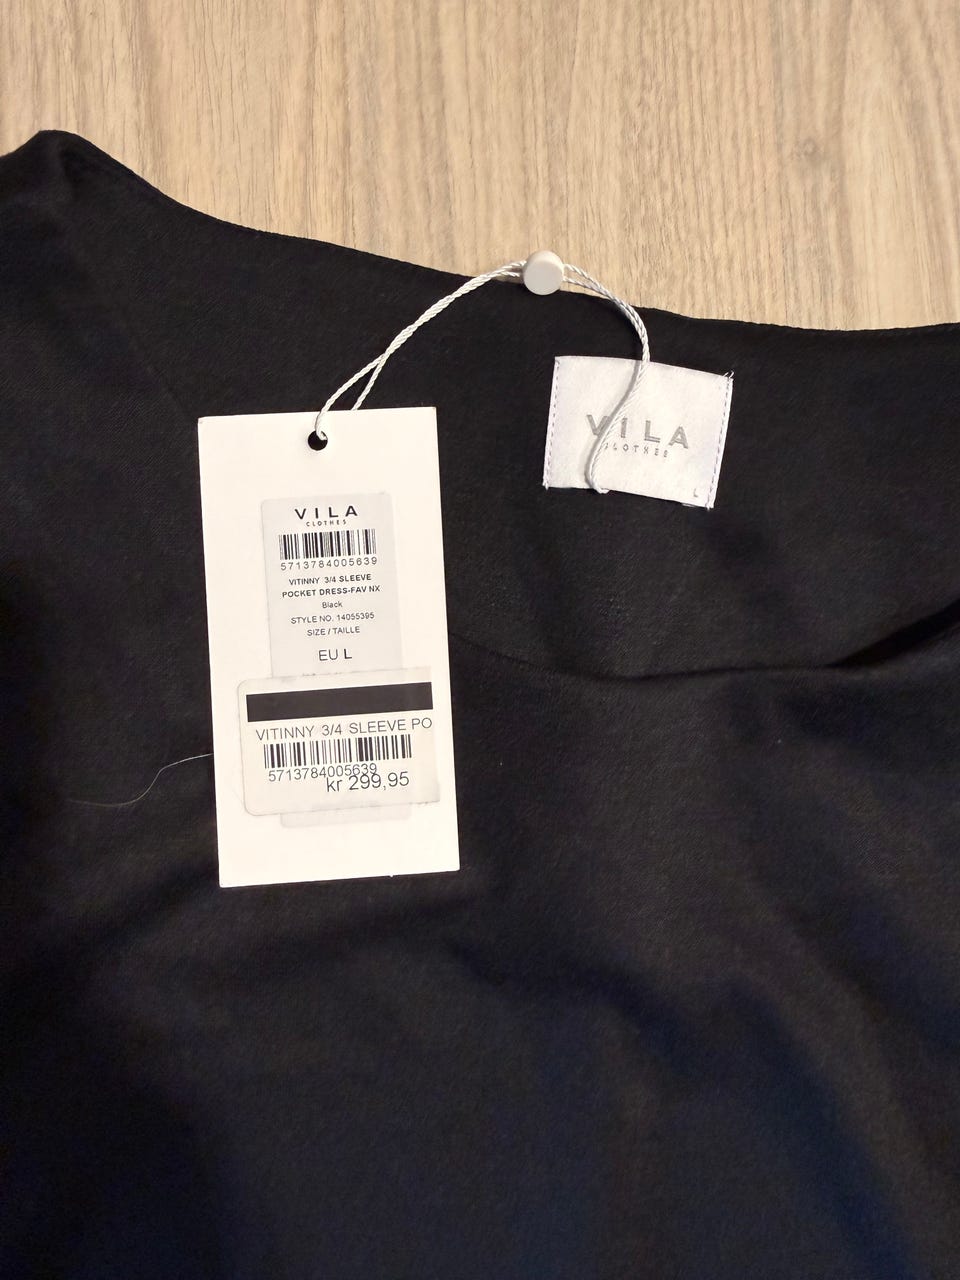 VILA
CLOTHES
5713784005639
VITINNY 3/4 SLEEVE
POCKET DRESS-FAV NX
Black
STYLE NO. 14055395
SIZE / TAILLE
EU L
VITINNY 3/4 SLEEVE PO
5713784005639
kr 299,95
VILA
CLOTHES
L